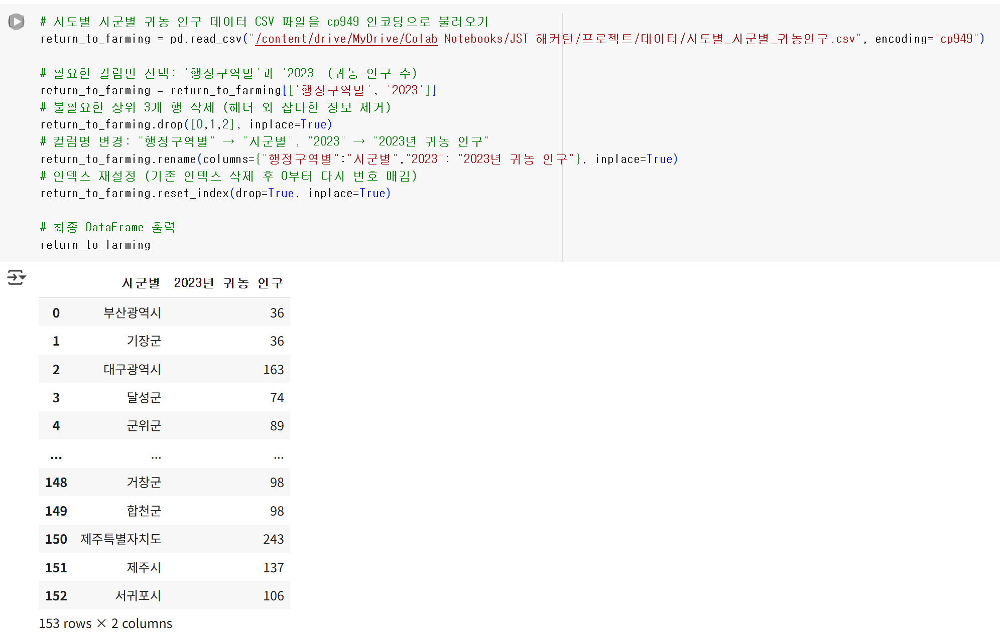 # 시도별 시군별 귀농 인구 데이터 CSV 파일을 cp949 인코딩으로 불러오기
return_to_farming = pd.read_csv("/content/drive/MyDrive/Colab Notebooks/JST 해커턴/프로젝트/데이터/시도별_시군별_귀농인구.csv", encoding="cp949")
# 필요한 컬럼만 선택: '행정구역별'과 '2023' (귀농 인구 수)
return_to_farming = return_to_farming[['행정구역별', '2023']]
# 불필요한 상위 3개 행 삭제 (헤더 외 잡다한 정보 제거)
return_to_farming.drop([0,1,2], inplace=True)
# 컬럼명 변경: "행정구역별" → "시군별", "2023" → "2023년 귀농 인구"
return_to_farming.rename(columns={"행정구역별":"시군별","2023": "2023년 귀농 인구"}, inplace=True)
# 인덱스 재설정 (기존 인덱스 삭제 후 0부터 다시 번호 매김)
return_to_farming.reset_index(drop=True, inplace=True)
# 최종 DataFrame 출력
return_to_farming
시군별 2023년 귀농 인구
0 부산광역시 36
1 기장군 36
2 대구광역시 163
3 달성군 74
4 군위군 89
... ... ...
148 거창군 98
149 합천군 98
150 제주특별자치도 243
151 제주시 137
152 서귀포시 106
153 rows × 2 columns